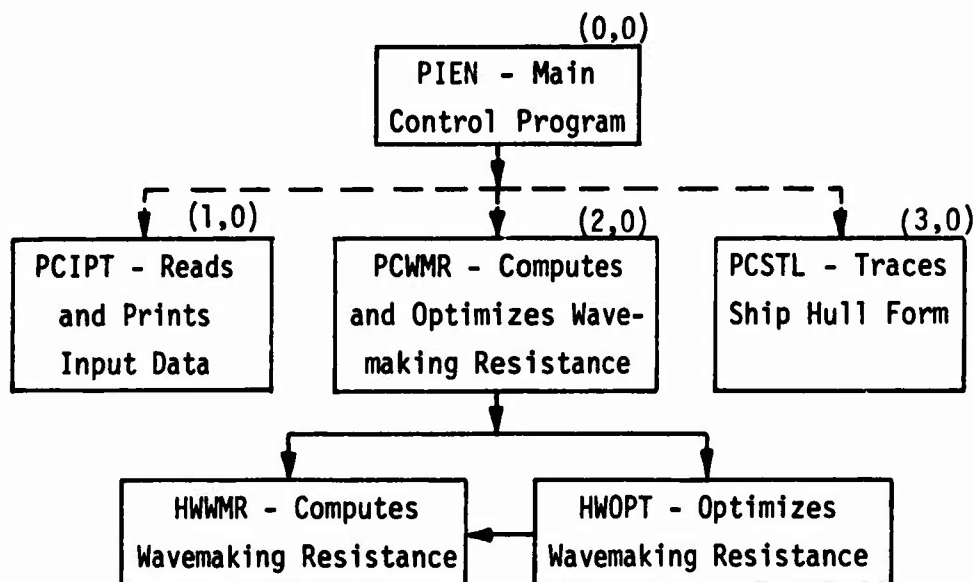 (0,0)
PIEN - Main
Control Program
(1,0)
(2,0)
(3,0)
PCIPT - Reads
and Prints
Input Data
PCWMR - Computes
and Optimizes Wave-
making Resistance
PCSTL - Traces
Ship Hull Form
HWWMR - Computes
Wavemaking Resistance
HWOPT - Optimizes
Wavemaking Resistance